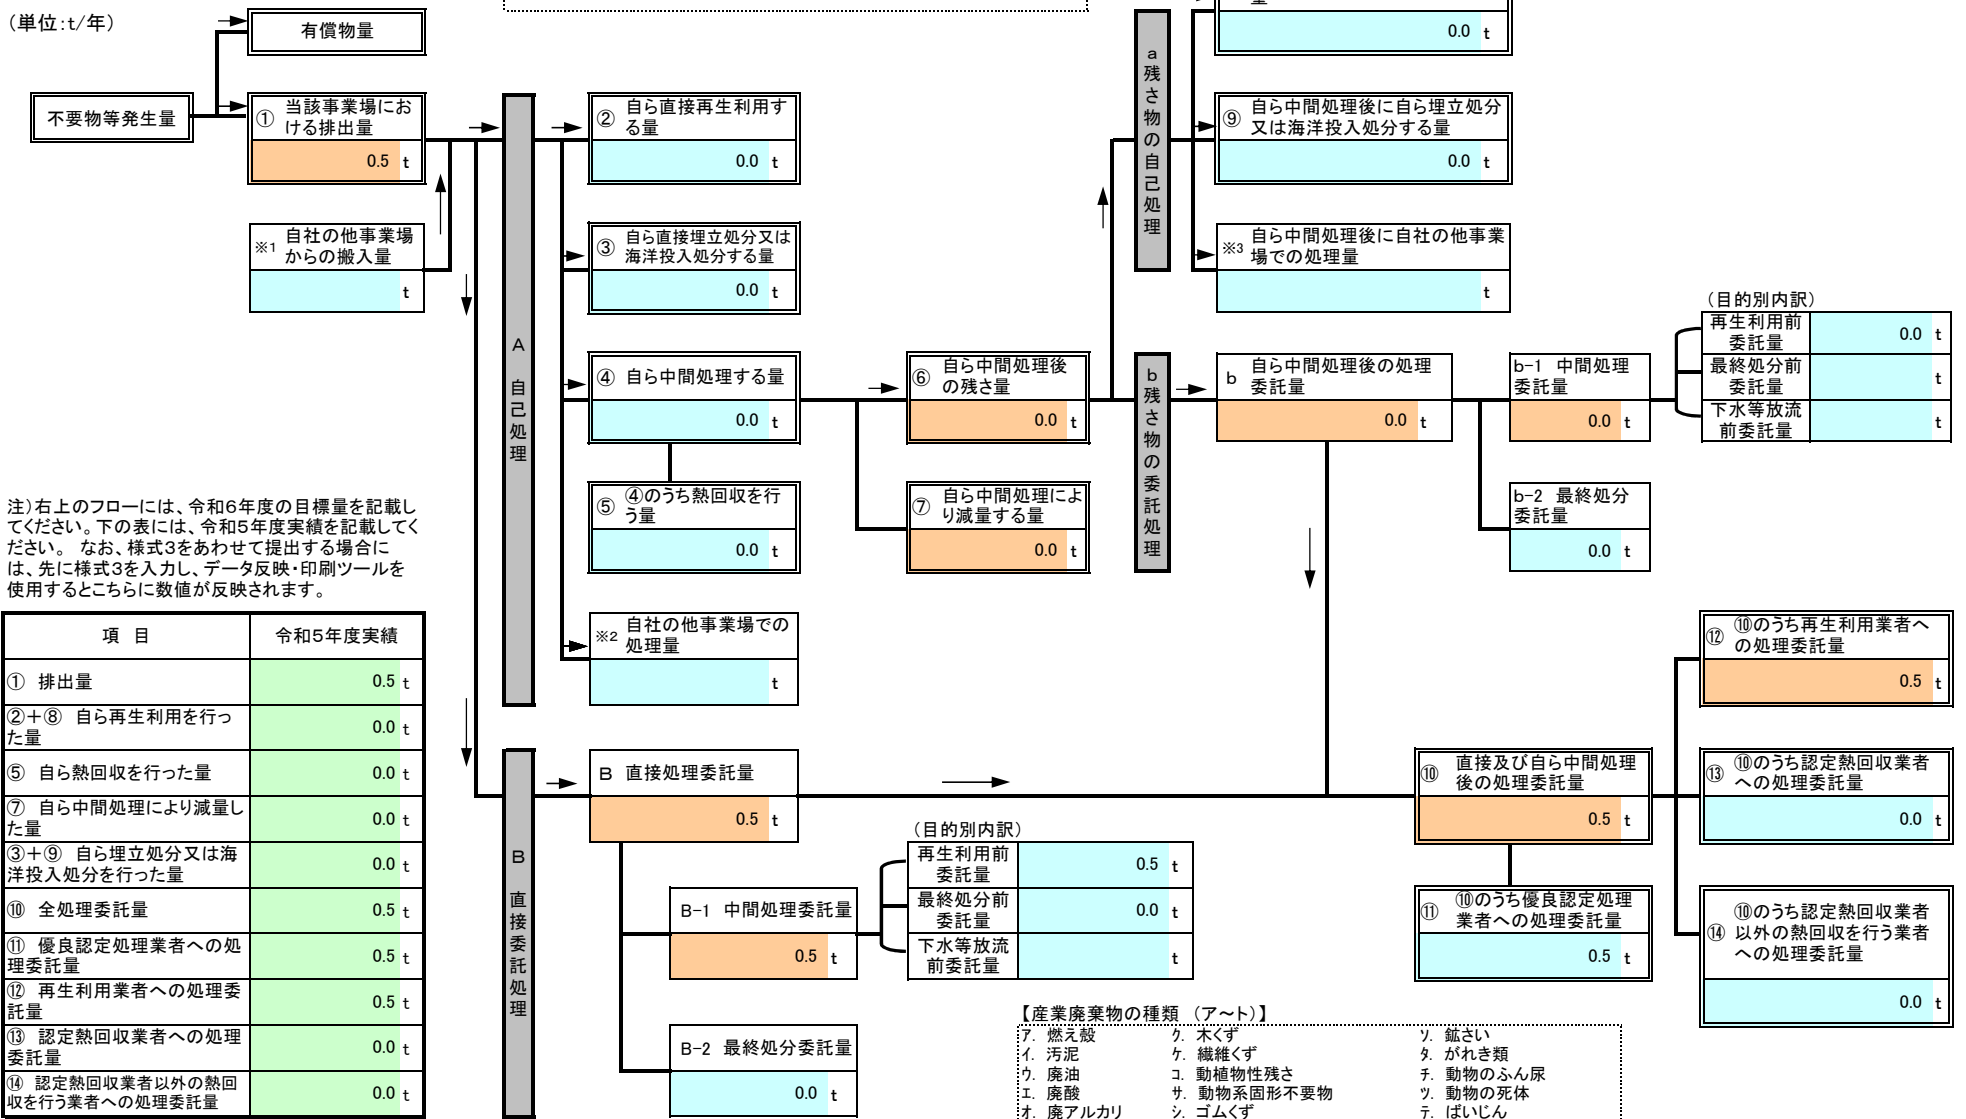 （単位：t/年）
有償物量
不要物等発生量
① 当該事業場にお
ける排出量
0.5 t
※1 自社の他事業場
からの搬入量
t
A 自己処理
② 自ら直接再生利用す
る量
0.0 t
③ 自ら直接埋立処分又は
海洋投入処分する量
0.0 t
④ 自ら中間処理する量
0.0 t
⑤ ④のうち熱回収を行
う量
0.0 t
※2 自社の他事業場での
処理量
t
⑥ 自ら中間処理後
の残さ量
0.0 t
⑦ 自ら中間処理によ
り減量する量
0.0 t
a 残さ物の自己処理
量
0.0 t
⑨ 自ら中間処理後に自ら埋立処分
又は海洋投入処分する量
0.0 t
※3 自ら中間処理後に自社の他事業
場での処理量
t
b 残さ物の委託処理
b 自ら中間処理後の処理
委託量
0.0 t
b-1 中間処理
委託量
0.0 t
（目的別内訳）
再生利用前
委託量
0.0 t
最終処分前
委託量
t
下水等放流
前委託量
t
b-2 最終処分
委託量
0.0 t
注）右上のフローには、令和６年度の目標量を記載し
てください。下の表には、令和５年度実績を記載してく
ださい。 なお、様式３をあわせて提出する場合に
は、先に様式３を入力し、データ反映・印刷ツールを
使用するとこちらに数値が反映されます。
項 目 令和５年度実績
① 排出量 0.5 t
②＋⑧ 自ら再生利用を行っ
た量 0.0 t
⑤ 自ら熱回収を行った量 0.0 t
⑦ 自ら中間処理により減量し
た量 0.0 t
③＋⑨ 自ら埋立処分又は海
洋投入処分を行った量 0.0 t
⑩ 全処理委託量 0.5 t
⑪ 優良認定処理業者への処
理委託量 0.5 t
⑫ 再生利用業者への処理委
託量 0.5 t
⑬ 認定熱回収業者への処理
委託量 0.0 t
⑭ 認定熱回収業者以外の熱回
収を行う業者への処理委託量 0.0 t
B 直接委託処理
B 直接処理委託量
0.5 t
B-1 中間処理委託量
0.5 t
（目的別内訳）
再生利用前
委託量
0.5 t
最終処分前
委託量
0.0 t
下水等放流
前委託量
t
B-2 最終処分委託量
0.0 t
⑩ 直接及び自ら中間処理
後の処理委託量
0.5 t
⑪ ⑩のうち優良認定処理
業者への処理委託量
0.5 t
⑫ ⑩のうち再生利用業者へ
の処理委託量
0.5 t
⑬ ⑩のうち認定熱回収業者
への処理委託量
0.0 t
⑭ ⑩のうち認定熱回収業者
以外の熱回収を行う業者
への処理委託量
0.0 t
【産業廃棄物の種類 （ア～ト）】
ア. 燃え殻 ク. 木くず ソ. 鉱さい
イ. 汚泥 ケ. 繊維くず タ. がれき類
ウ. 廃油 コ. 動植物性残さ チ. 動物のふん尿
エ. 廃酸 サ. 動物系固形不要物 ツ. 動物の死体
オ. 廃アルカリ シ. ゴムくず テ. ばいじん